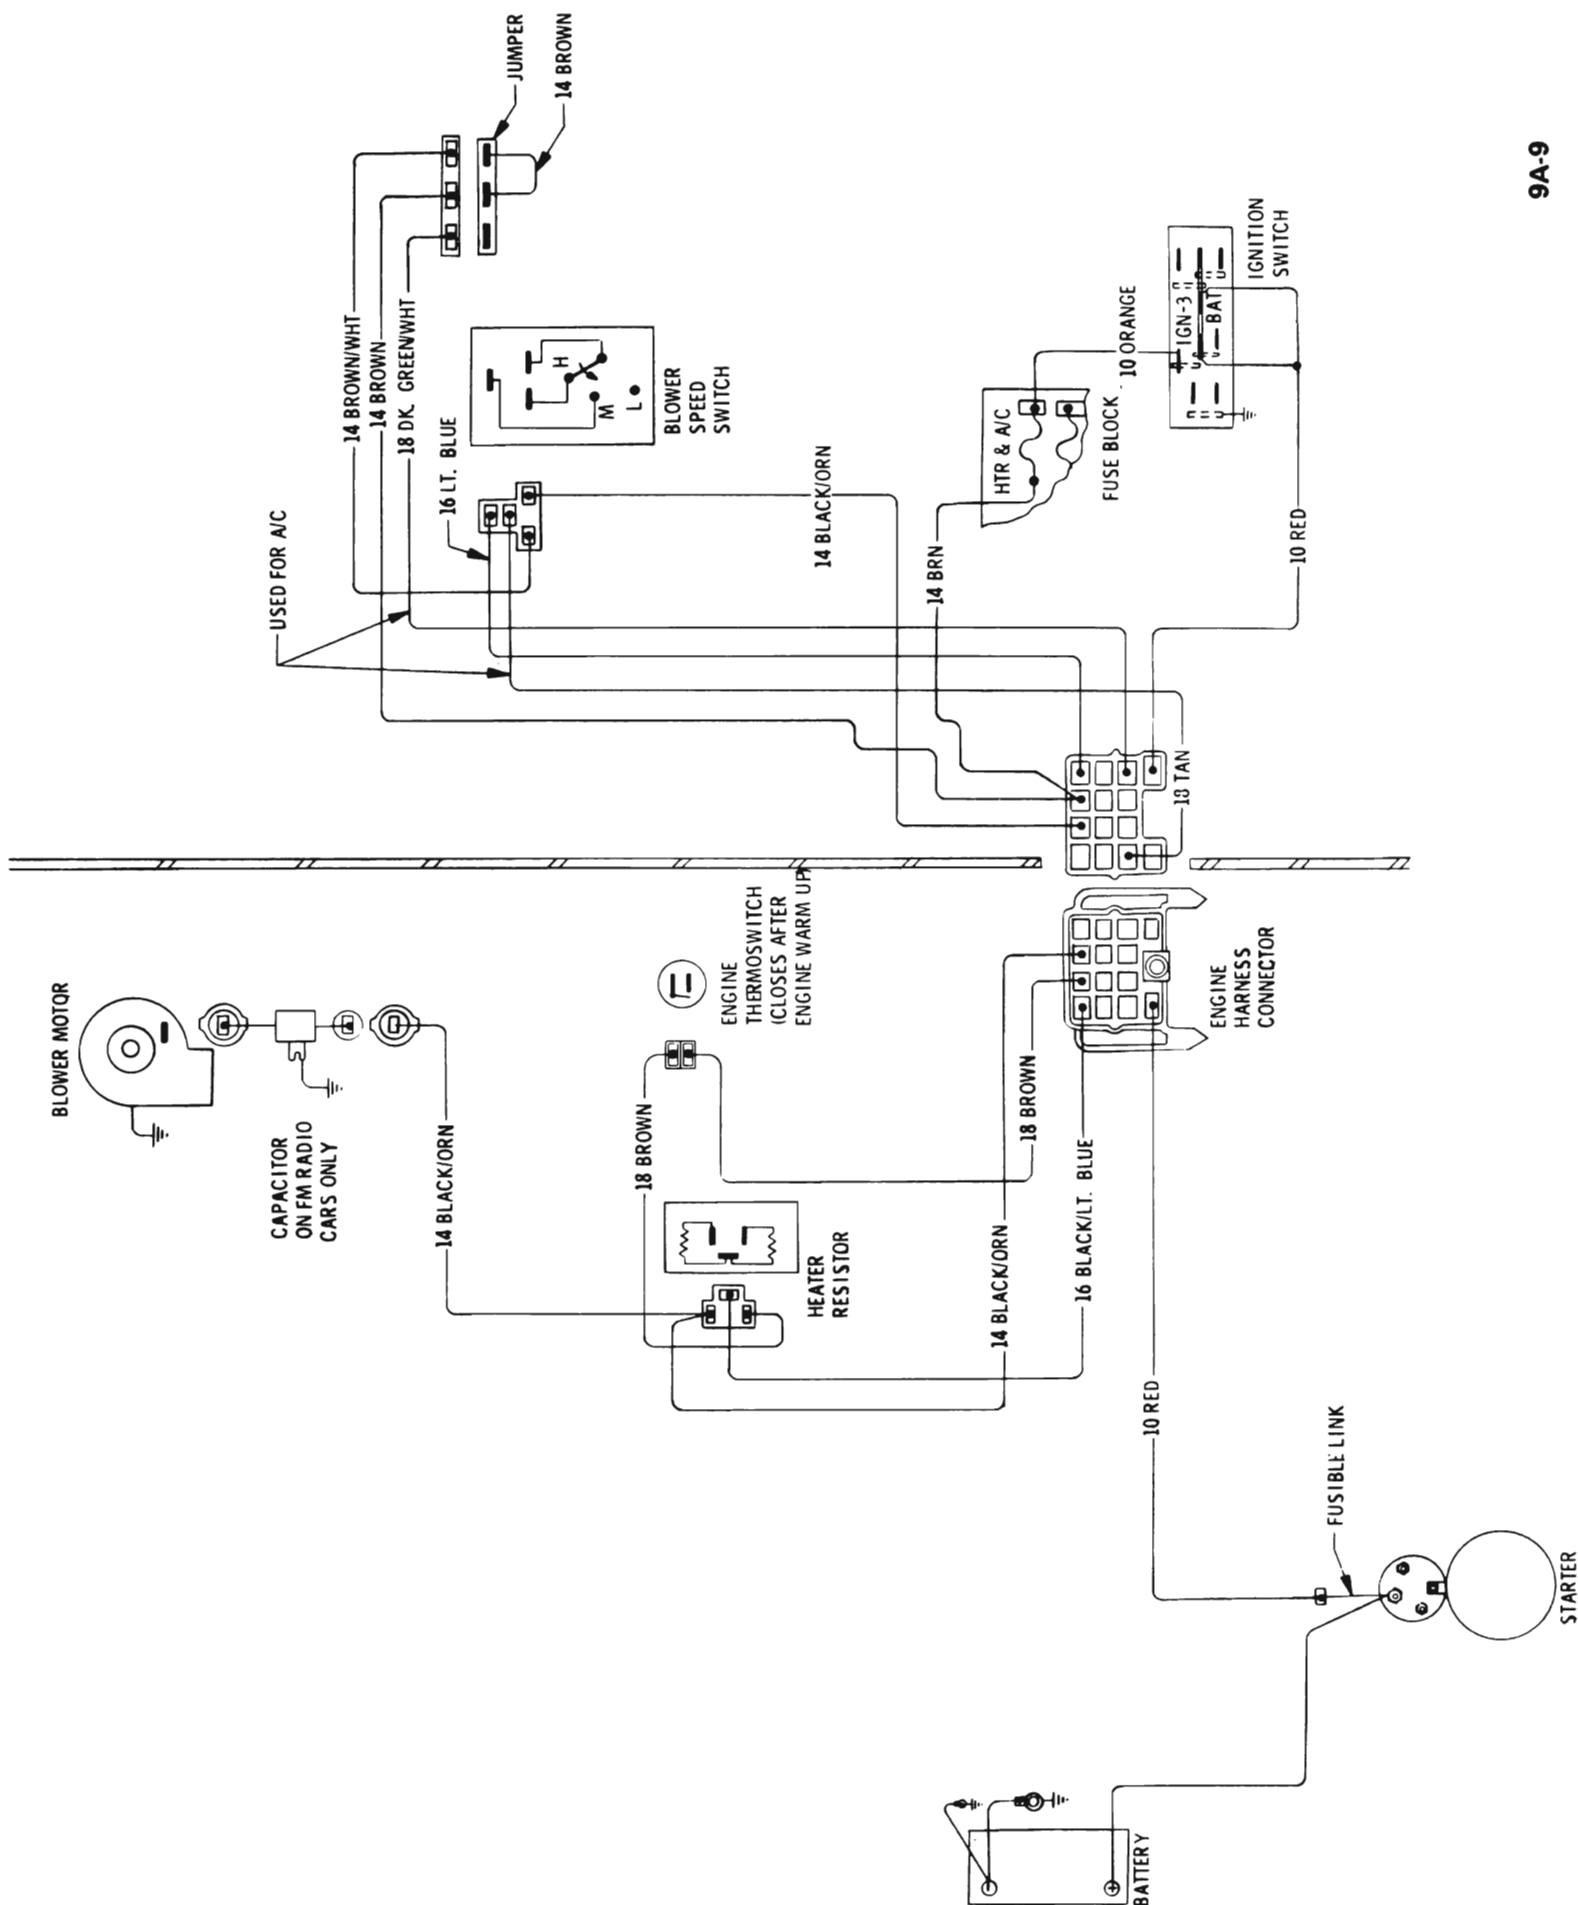 JUMPER
14 BROWN
9A-9
14 BROWN/WHT
14 BROWN
18 DK. GREEN/WHT
H
M
L
BLOWER
SPEED
SWITCH
16 LT. BLUE
USED FOR A/C
14 BLACK/ORN
14 BRN
HTR & A/C
FUSE BLOCK
10 ORANGE
IGN-3
BAT
IGNITION
SWITCH
10 RED
18 TAN
BLOWER MOTOR
CAPACITOR
ON FM RADIO
CARS ONLY
14 BLACK/ORN
ENGINE
THERMOSWITCH
(CLOSES AFTER
ENGINE WARM UP)
18 BROWN
18 BROWN
ENGINE
HARNESS
CONNECTOR
HEATER
RESISTOR
14 BLACK/ORN
16 BLACK/LT. BLUE
10 RED
FUSIBLE LINK
STARTER
BATTERY